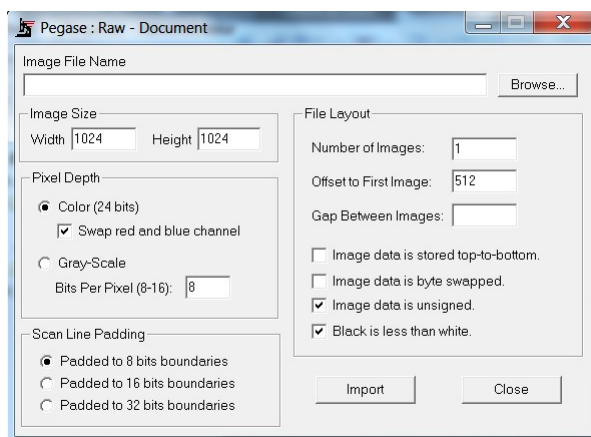 Pegase : Raw - Document
Image File Name
Browse...
Image Size
Width 1024 Height 1024
Pixel Depth
Color (24 bits)
Swap red and blue channel
Gray-Scale
Bits Per Pixel (8-16): 8
Scan Line Padding
Padded to 8 bits boundaries
Padded to 16 bits boundaries
Padded to 32 bits boundaries
File Layout
Number of Images: 1
Offset to First Image: 512
Gap Between Images:
Image data is stored top-to-bottom.
Image data is byte swapped.
Image data is unsigned.
Black is less than white.
Import Close